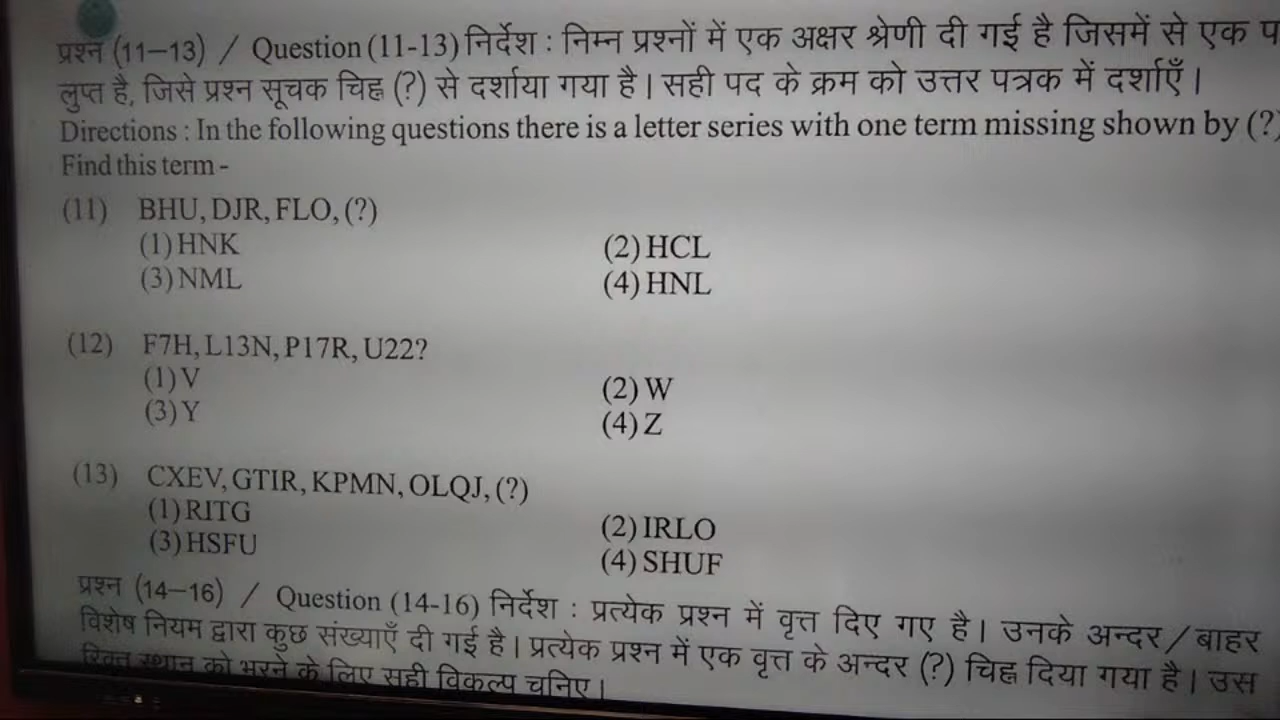 प्रश्न (11–13) / Question (11-13) निर्देश : निम्न प्रश्नों में एक अक्षर श्रेणी दी गई है जिसमें से एक प
लुप्त है, जिसे प्रश्न सूचक चिह्न (?) से दर्शाया गया है। सही पद के क्रम को उत्तर पत्रक में दर्शाएँ।
Directions : In the following questions there is a letter series with one term missing shown by (?)
Find this term -
(11) BHU, DJR, FLO, (?)
(1) HNK (2) HCL
(3) NML (4) HNL
(12) F7H, L13N, P17R, U22?
(1) V (2) W
(3) Y (4) Z
(13) CXEV, GTIR, KPMN, OLQJ, (?)
(1) RITG (2) IRLO
(3) HSFU (4) SHUF
प्रश्न (14–16) / Question (14-16) निर्देश : प्रत्येक प्रश्न में वृत्त दिए गए है। उनके अन्दर/बाहर
विशेष नियम द्वारा कुछ संख्याएँ दी गई है। प्रत्येक प्रश्न में एक वृत्त के अन्दर (?) चिह्न दिया गया है। उस
रिक्त स्थान को भरने के लिए सही विकल्प चुनिए।